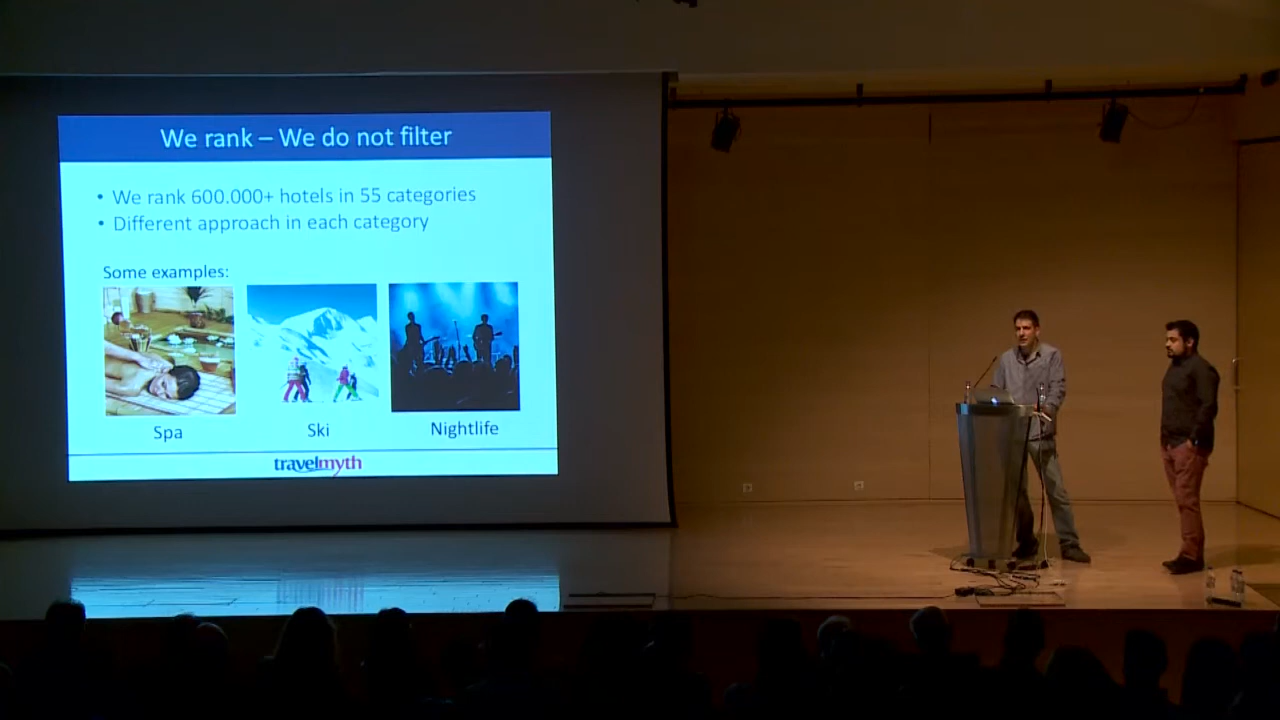 We rank – We do not filter
• We rank 600.000+ hotels in 55 categories
• Different approach in each category
Some examples:
Spa
Ski
Nightlife
travelmyth